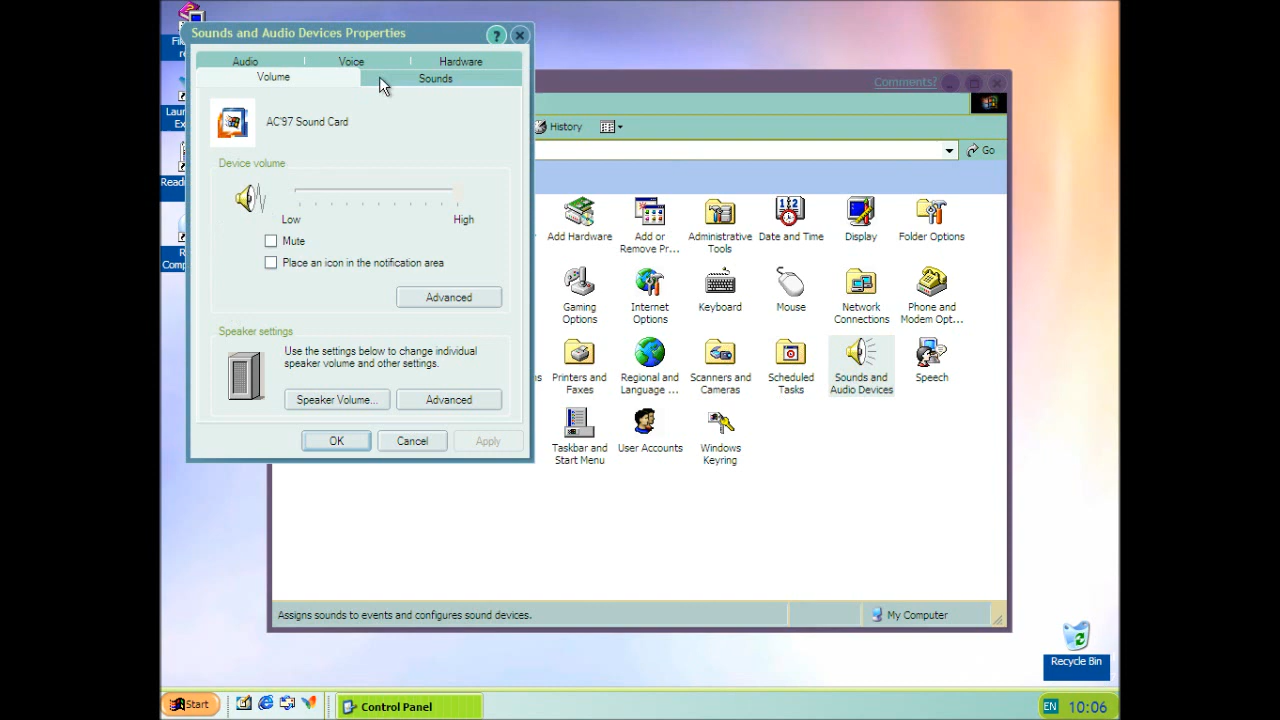 Sounds and Audio Devices Properties
Audio
Voice
Hardware
Volume
Sounds
AC'97 Sound Card
Device volume
Low
High
Mute
Place an icon in the notification area
Advanced
Speaker settings
Use the settings below to change individual
speaker volume and other settings.
Speaker Volume...
Advanced
OK
Cancel
Apply
Comments?
History
Go
Add Hardware
Add or
Remove Pr...
Administrative
Tools
Date and Time
Display
Folder Options
Gaming
Options
Internet
Options
Keyboard
Mouse
Network
Connections
Phone and
Modem Opt...
Printers and
Faxes
Regional and
Language ...
Scanners and
Cameras
Scheduled
Tasks
Sounds and
Audio Devices
Speech
Taskbar and
Start Menu
User Accounts
Windows
Keyring
Assigns sounds to events and configures sound devices.
My Computer
Recycle Bin
Start
Control Panel
EN
10:06